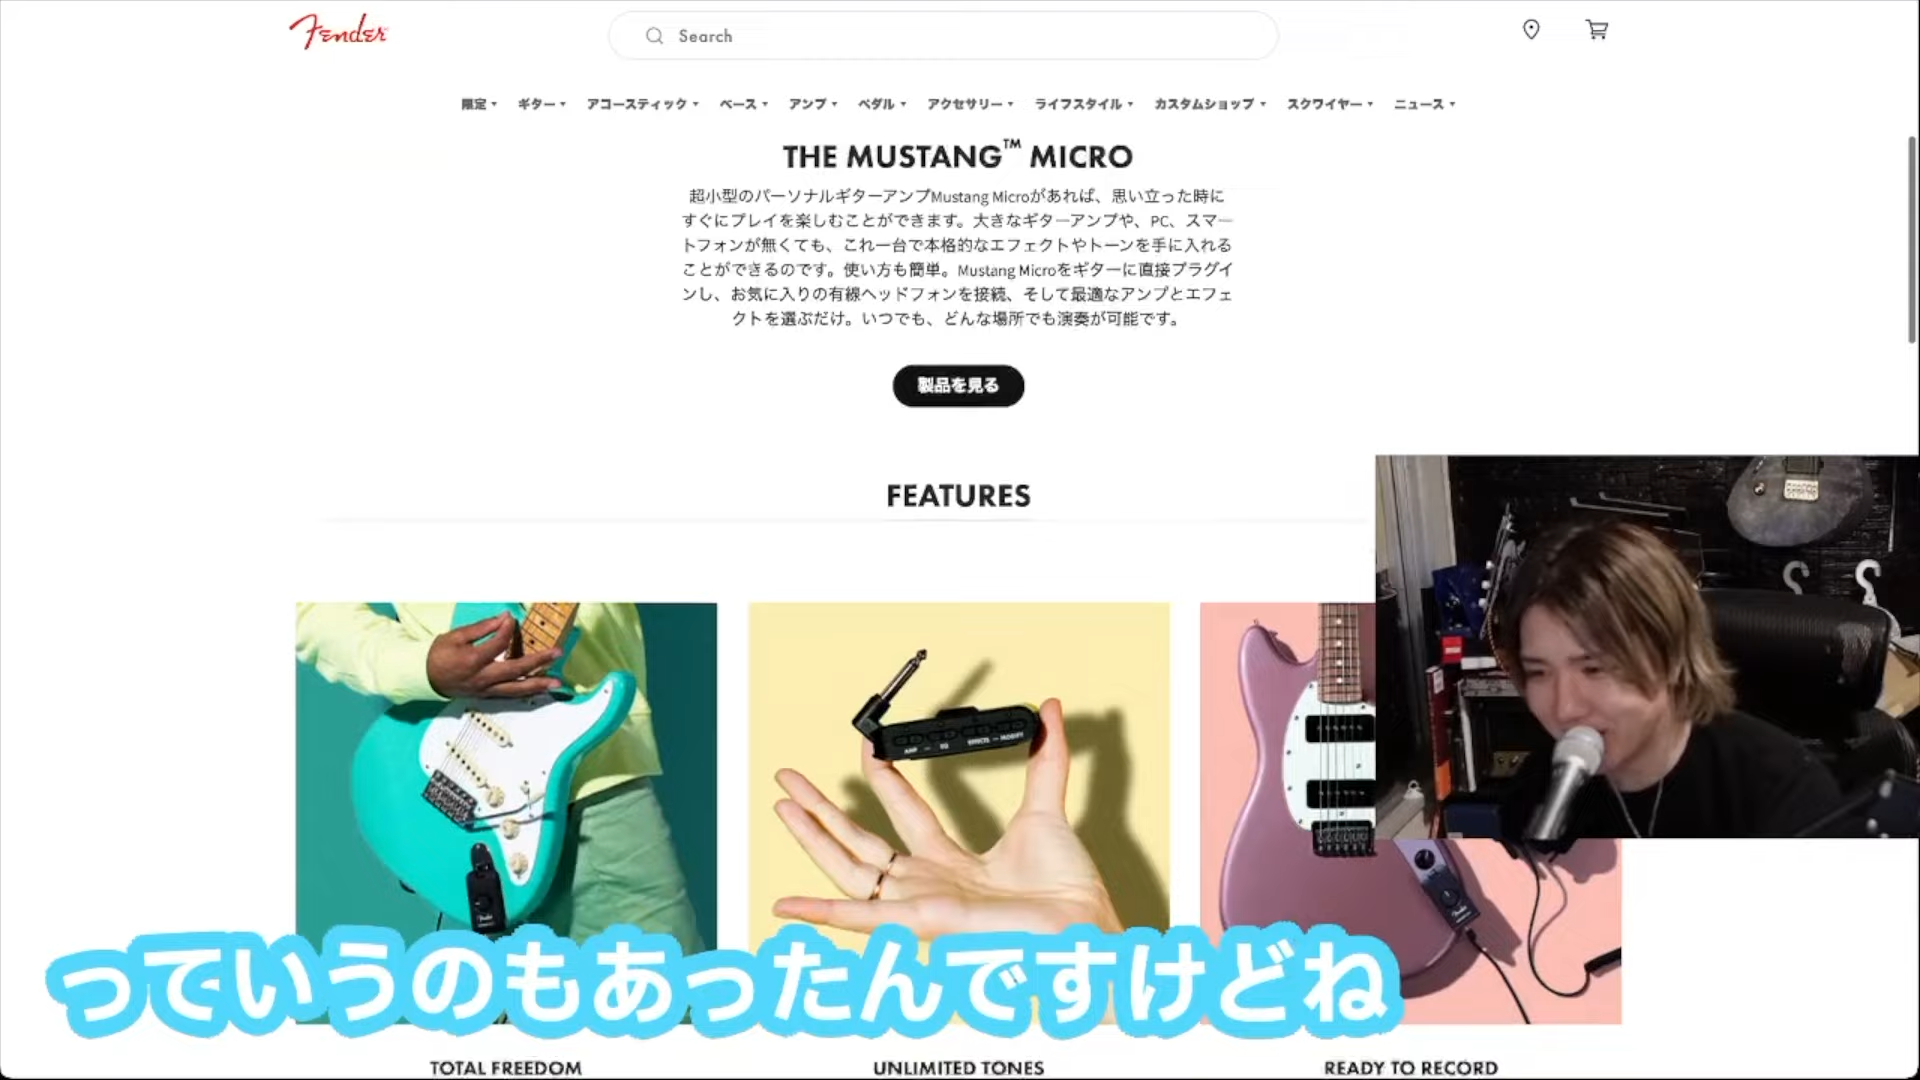 Fender
Search
限定 ギター アコースティック ベース アンプ ペダル アクセサリー ライフスタイル カスタムショップ スクワイヤー ニュース
THE MUSTANG™ MICRO
超小型のパーソナルギターアンプMustang Microがあれば、思い立った時に
すぐにプレイを楽しむことができます。大きなギターアンプや、PC、スマー
トフォンが無くても、これ一台で本格的なエフェクトやトーンを手に入れる
ことができるのです。使い方も簡単。Mustang Microをギターに直接プラグイ
ンし、お気に入りの有線ヘッドフォンを接続、そして最適なアンプとエフェ
クトを選ぶだけ。いつでも、どんな場所でも演奏が可能です。
製品を見る
FEATURES
AMP EQ EFFECTS MODIFY
っていうのもあったんですけどね
TOTAL FREEDOM
UNLIMITED TONES
READY TO RECORD